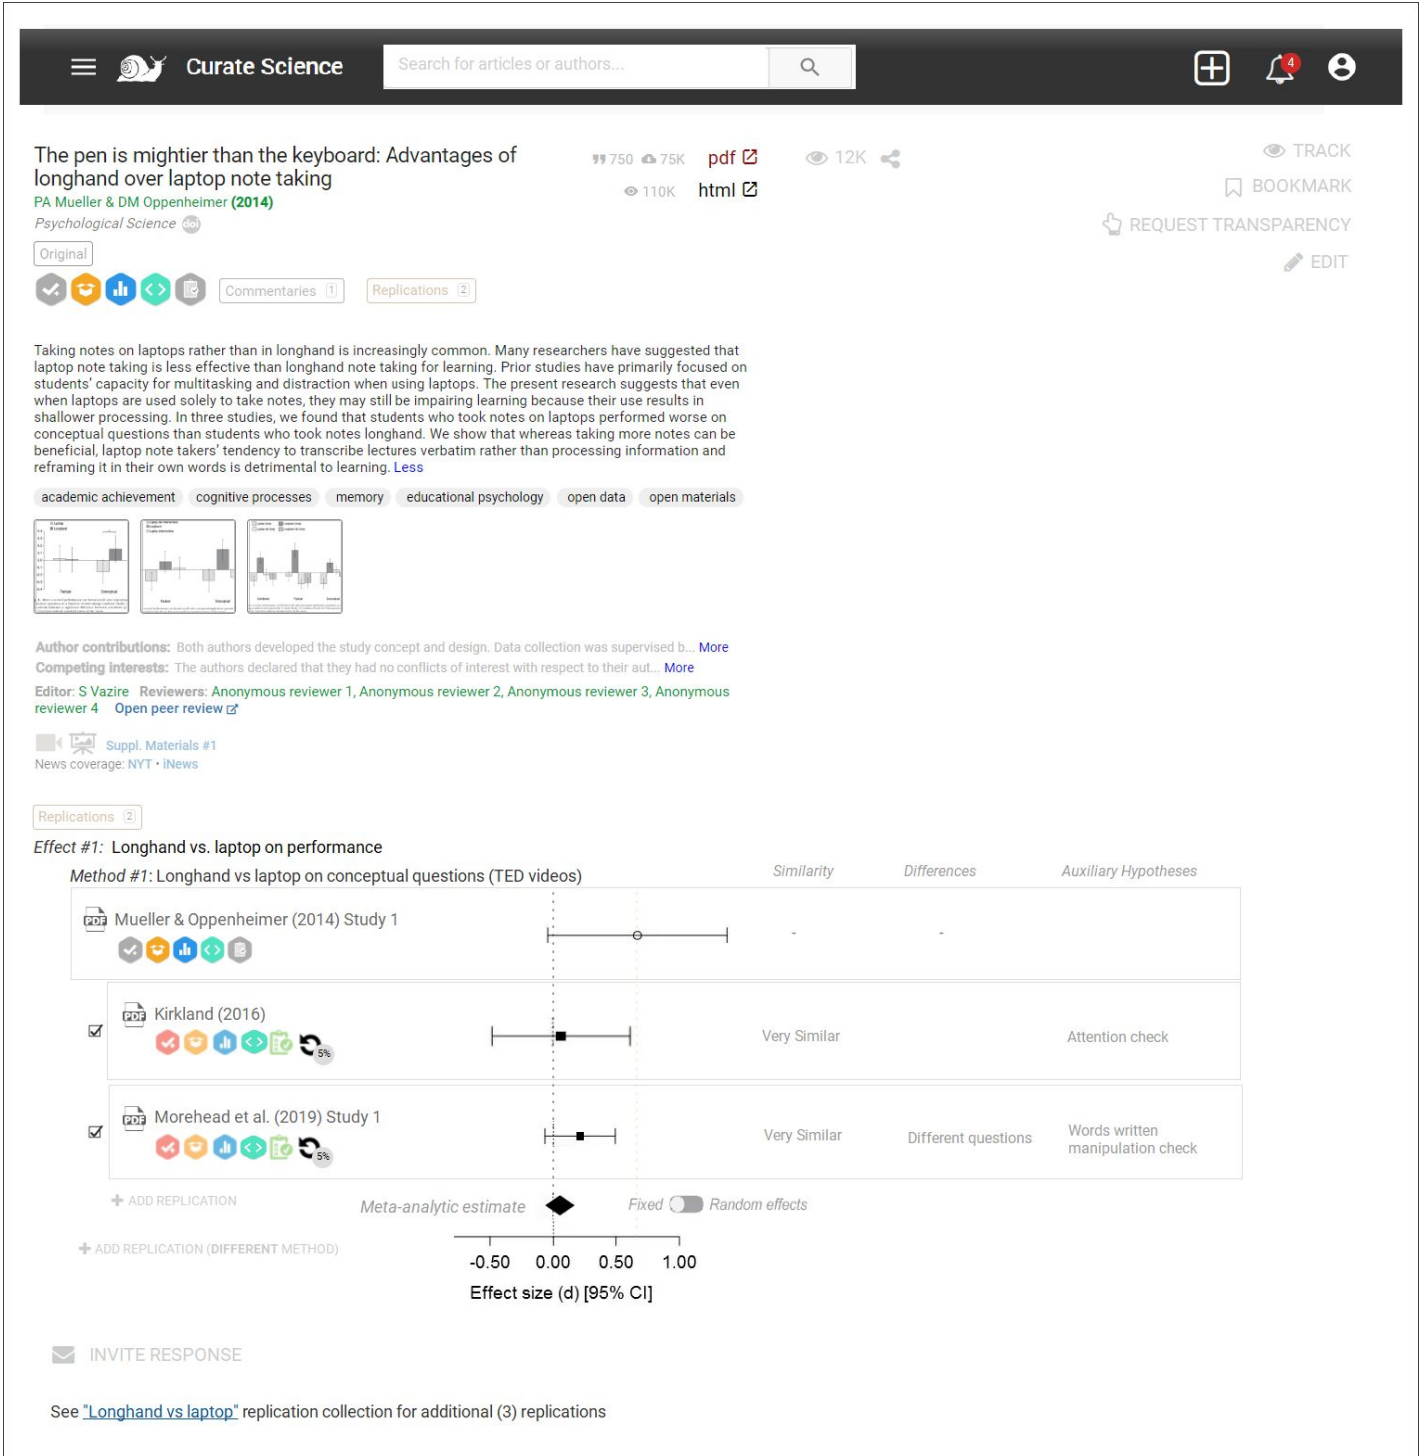 Curate Science
Search for articles or authors...
4
The pen is mightier than the keyboard: Advantages of
longhand over laptop note taking
PA Mueller & DM Oppenheimer (2014)
Psychological Science doi
750 75K pdf
110K html
12K
TRACK
BOOKMARK
REQUEST TRANSPARENCY
EDIT
Original
Commentaries 1 Replications 2
Taking notes on laptops rather than in longhand is increasingly common. Many researchers have suggested that
laptop note taking is less effective than longhand note taking for learning. Prior studies have primarily focused on
students' capacity for multitasking and distraction when using laptops. The present research suggests that even
when laptops are used solely to take notes, they may still be impairing learning because their use results in
shallower processing. In three studies, we found that students who took notes on laptops performed worse on
conceptual questions than students who took notes longhand. We show that whereas taking more notes can be
beneficial, laptop note takers' tendency to transcribe lectures verbatim rather than processing information and
reframing it in their own words is detrimental to learning. Less
academic achievement cognitive processes memory educational psychology open data open materials
Author contributions: Both authors developed the study concept and design. Data collection was supervised b... More
Competing interests: The authors declared that they had no conflicts of interest with respect to their aut... More
Editor: S Vazire Reviewers: Anonymous reviewer 1, Anonymous reviewer 2, Anonymous reviewer 3, Anonymous
reviewer 4 Open peer review
Suppl. Materials #1
News coverage: NYT • iNews
Replications 2
Effect #1: Longhand vs. laptop on performance
Method #1: Longhand vs laptop on conceptual questions (TED videos)
Similarity Differences Auxiliary Hypotheses
PDF Mueller & Oppenheimer (2014) Study 1
- -
PDF Kirkland (2016)
5%
Very Similar Attention check
PDF Morehead et al. (2019) Study 1
5%
Very Similar Different questions Words written
manipulation check
+ ADD REPLICATION
Meta-analytic estimate Fixed Random effects
+ ADD REPLICATION (DIFFERENT METHOD)
-0.50 0.00 0.50 1.00
Effect size (d) [95% CI]
INVITE RESPONSE
See "Longhand vs laptop" replication collection for additional (3) replications